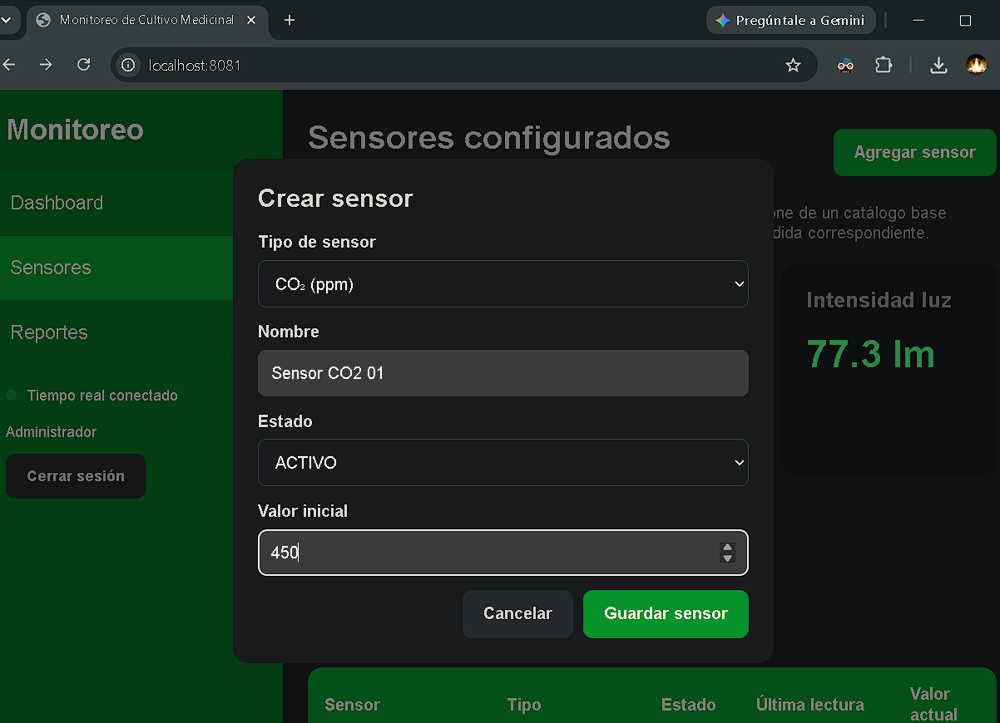 Monitoreo de Cultivo Medicinal
Pregúntale a Gemini
localhost:8081
Monitoreo
Dashboard
Sensores
Reportes
Tiempo real conectado
Administrador
Cerrar sesión
Sensores configurados
Agregar sensor
one de un catálogo base
dida correspondiente.
Intensidad luz
77.3 lm
Crear sensor
Tipo de sensor
CO₂ (ppm)
Nombre
Sensor CO2 01
Estado
ACTIVO
Valor inicial
450
Cancelar
Guardar sensor
Sensor Tipo Estado Última lectura Valor actual